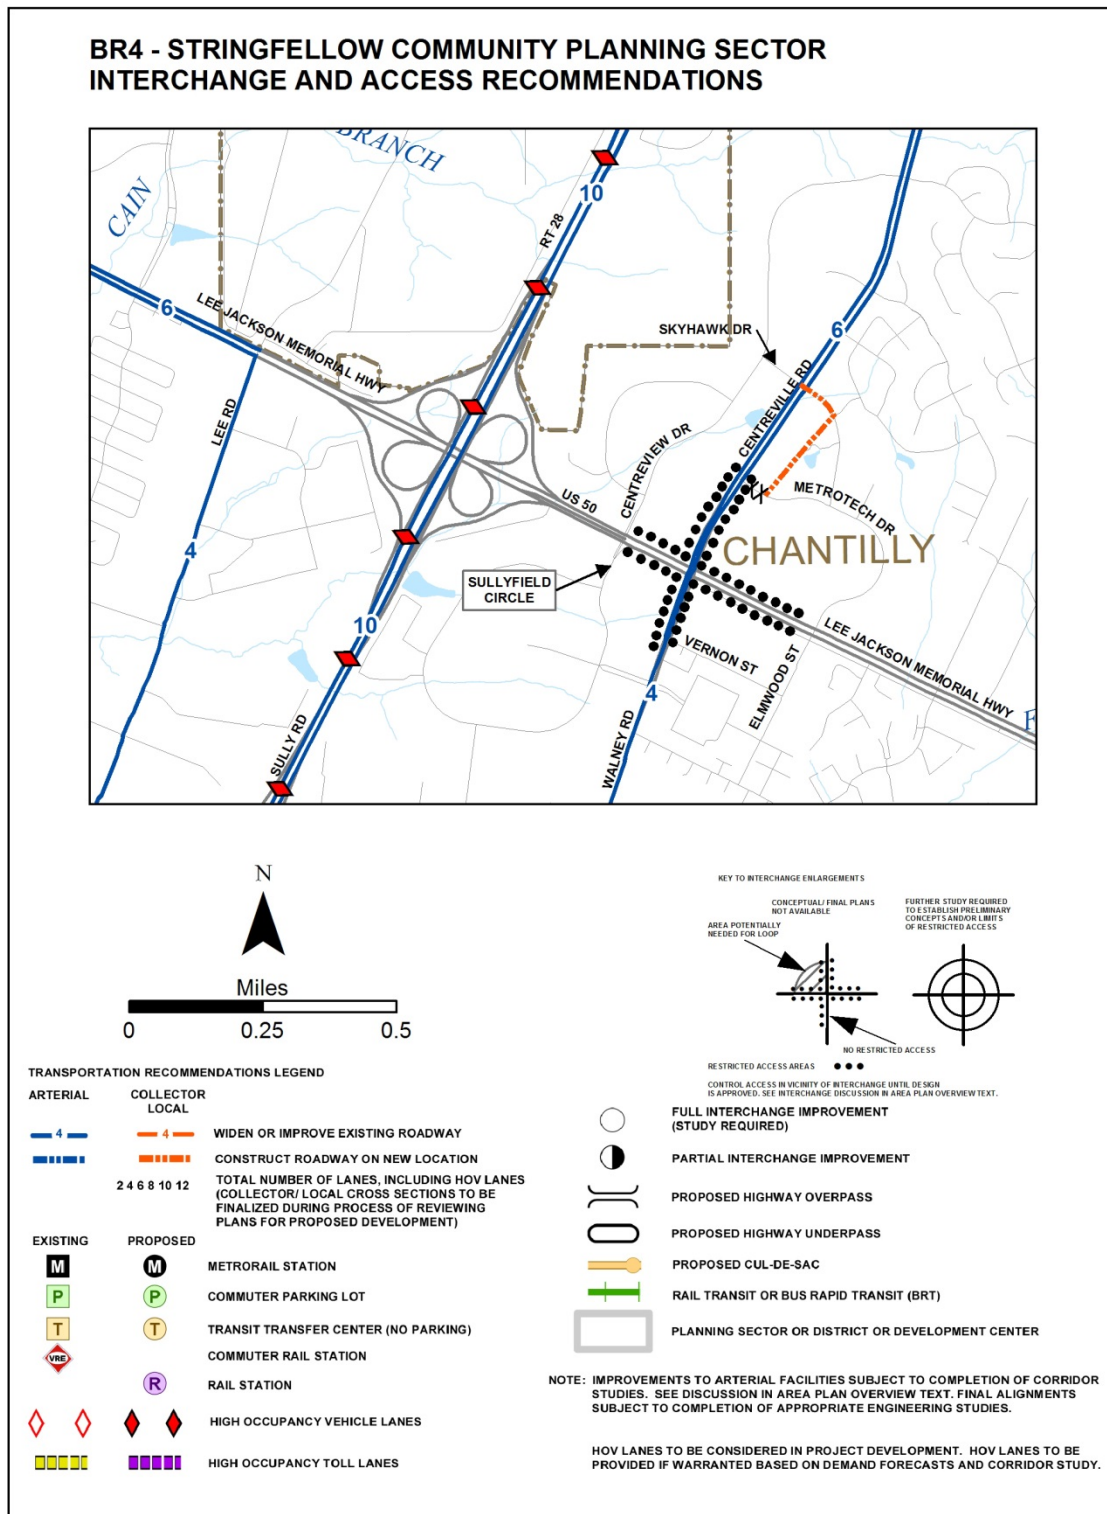 BR4 - STRINGFELLOW COMMUNITY PLANNING SECTOR
INTERCHANGE AND ACCESS RECOMMENDATIONS
BRANCH
CAIN
10
RT 28
6
LEE JACKSON MEMORIAL HWY
SKYHAWK DR
6
CENTREVILLE RD
LEE RD
CENTREVIEW DR
US 50
METROTECH DR
CHANTILLY
4
SULLYFIELD
CIRCLE
10
VERNON ST
LEE JACKSON MEMORIAL HWY
ELMWOOD ST
4
WALNEY RD
SULLY RD
N
Miles
0
0.25
0.5
KEY TO INTERCHANGE ENLARGEMENTS
CONCEPTUAL/ FINAL PLANS
NOT AVAILABLE
AREA POTENTIALLY
NEEDED FOR LOOP
FURTHER STUDY REQUIRED
TO ESTABLISH PRELIMINARY
CONCEPTS AND/OR LIMITS
OF RESTRICTED ACCESS
NO RESTRICTED ACCESS
RESTRICTED ACCESS AREAS
CONTROL ACCESS IN VICINITY OF INTERCHANGE UNTIL DESIGN
IS APPROVED. SEE INTERCHANGE DISCUSSION IN AREA PLAN OVERVIEW TEXT.
TRANSPORTATION RECOMMENDATIONS LEGEND
ARTERIAL
COLLECTOR
LOCAL
4
4
WIDEN OR IMPROVE EXISTING ROADWAY
CONSTRUCT ROADWAY ON NEW LOCATION
2 4 6 8 10 12
TOTAL NUMBER OF LANES, INCLUDING HOV LANES
(COLLECTOR/ LOCAL CROSS SECTIONS TO BE
FINALIZED DURING PROCESS OF REVIEWING
PLANS FOR PROPOSED DEVELOPMENT)
EXISTING
PROPOSED
M
M
METRORAIL STATION
P
P
COMMUTER PARKING LOT
T
T
TRANSIT TRANSFER CENTER (NO PARKING)
VRE
COMMUTER RAIL STATION
R
RAIL STATION
HIGH OCCUPANCY VEHICLE LANES
HIGH OCCUPANCY TOLL LANES
FULL INTERCHANGE IMPROVEMENT
(STUDY REQUIRED)
PARTIAL INTERCHANGE IMPROVEMENT
PROPOSED HIGHWAY OVERPASS
PROPOSED HIGHWAY UNDERPASS
PROPOSED CUL-DE-SAC
RAIL TRANSIT OR BUS RAPID TRANSIT (BRT)
PLANNING SECTOR OR DISTRICT OR DEVELOPMENT CENTER
NOTE: IMPROVEMENTS TO ARTERIAL FACILITIES SUBJECT TO COMPLETION OF CORRIDOR
STUDIES. SEE DISCUSSION IN AREA PLAN OVERVIEW TEXT. FINAL ALIGNMENTS
SUBJECT TO COMPLETION OF APPROPRIATE ENGINEERING STUDIES.
HOV LANES TO BE CONSIDERED IN PROJECT DEVELOPMENT. HOV LANES TO BE
PROVIDED IF WARRANTED BASED ON DEMAND FORECASTS AND CORRIDOR STUDY.